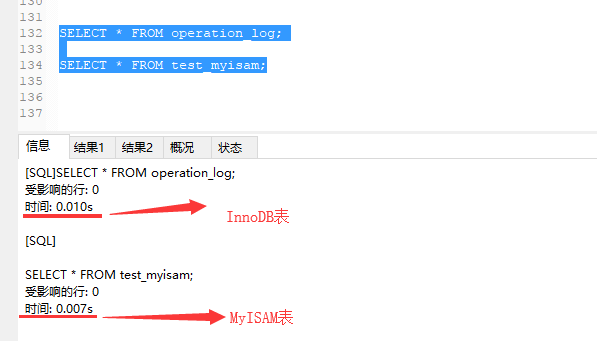 130
131
132 SELECT * FROM operation_log;
133
134 SELECT * FROM test_myisam;
135
136
137
信息 结果1 结果2 概况 状态
[SQL]SELECT * FROM operation_log;
受影响的行: 0
时间: 0.010s
InnoDB表
[SQL]
SELECT * FROM test_myisam;
受影响的行: 0
时间: 0.007s
MyISAM表